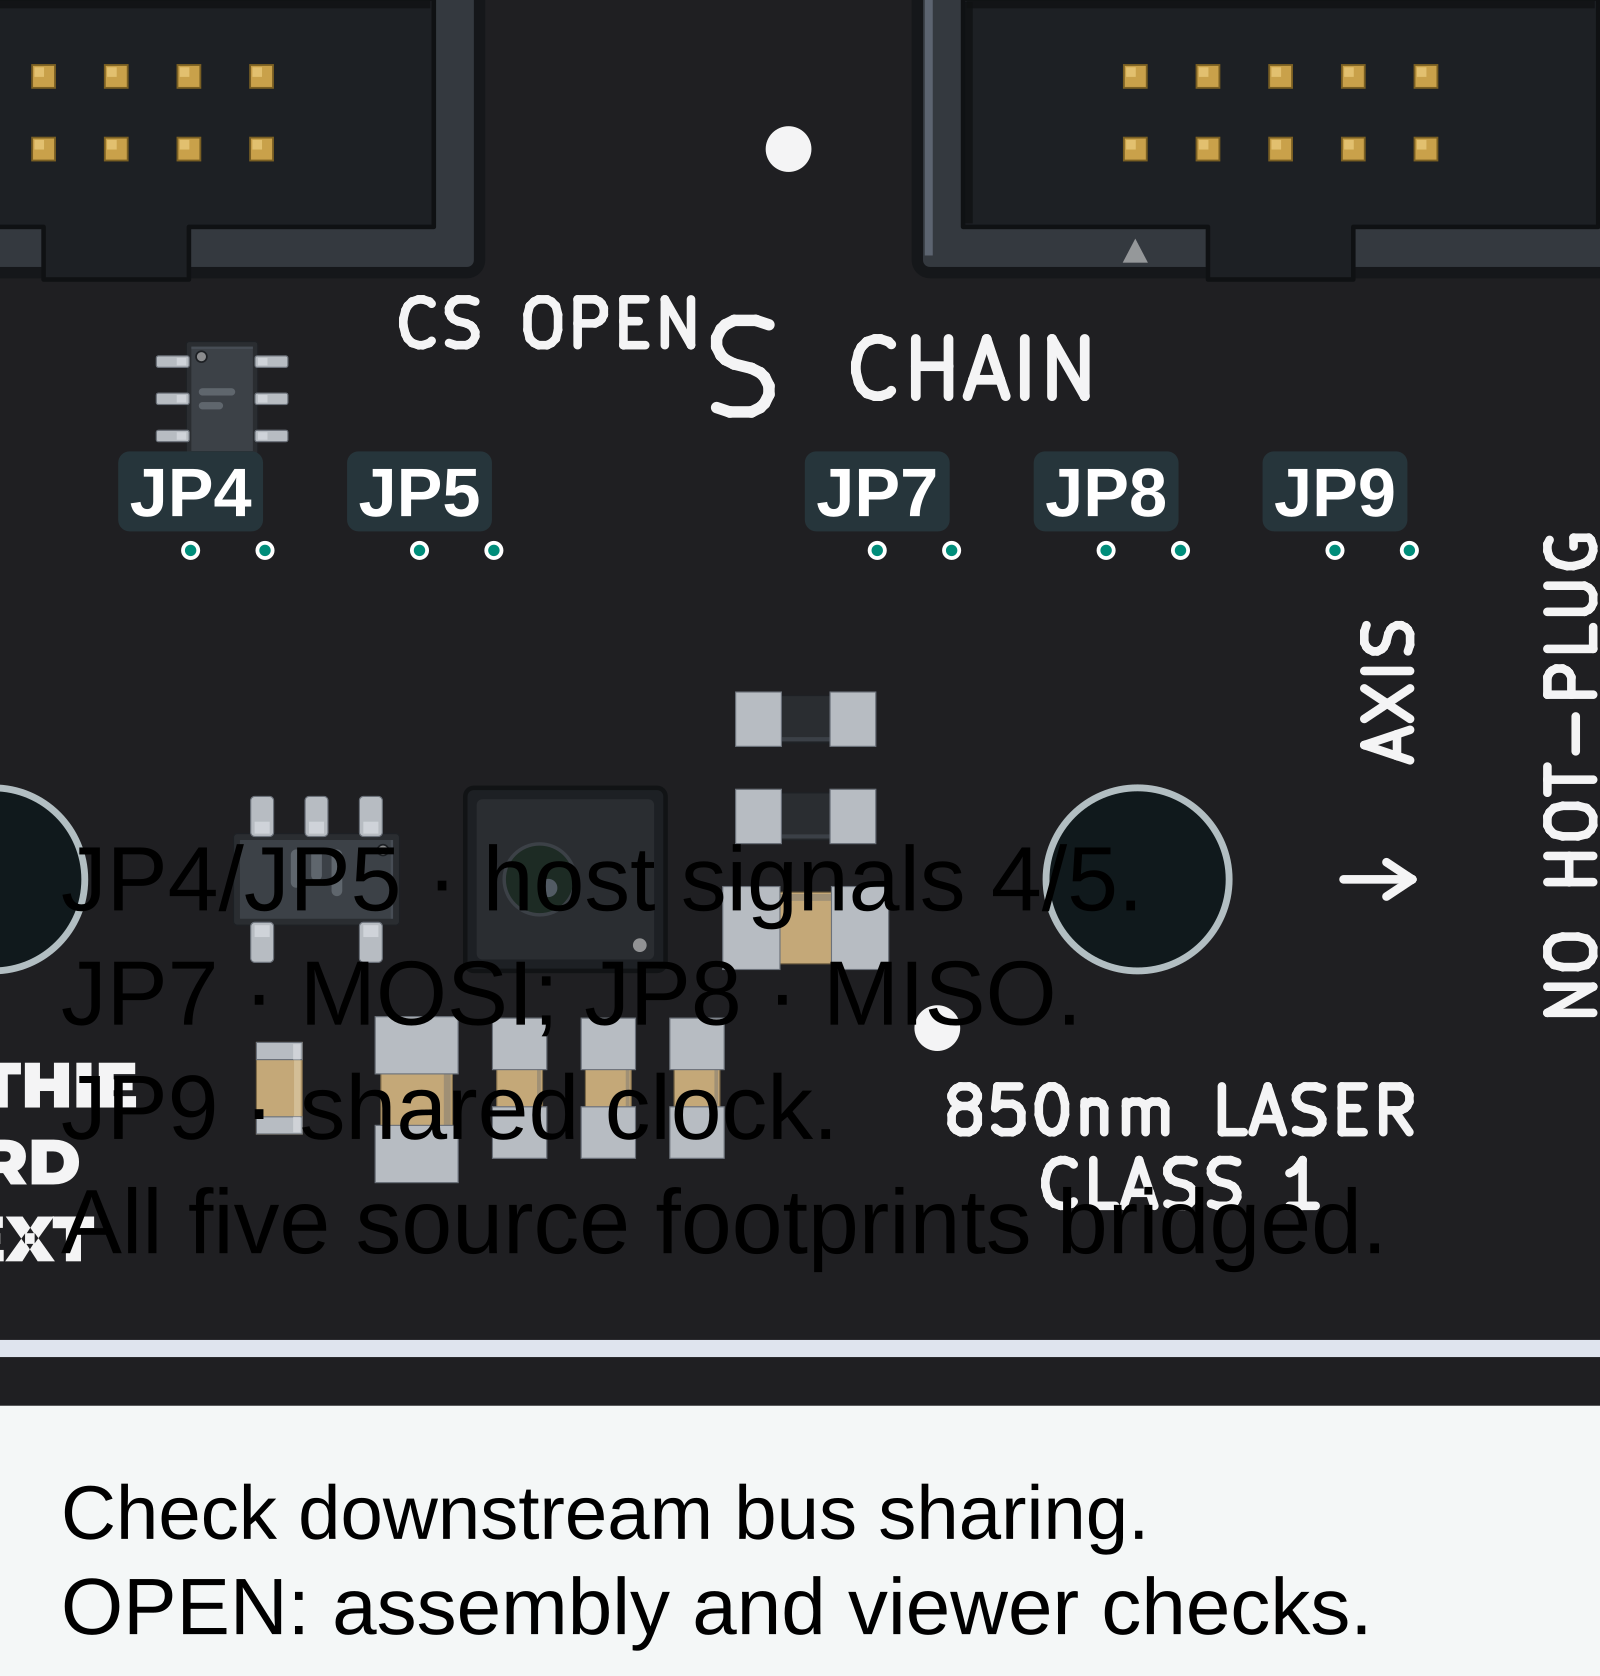 CS OPEN
S CHAIN
JP4 JP5 JP7 JP8 JP9
AXIS
NO HOT-PLUG
JP4/JP5 · host signals 4/5.
JP7 · MOSI; JP8 · MISO.
JP9 · shared clock.
850nm LASER
CLASS 1
All five source footprints bridged.
Check downstream bus sharing.
OPEN: assembly and viewer checks.